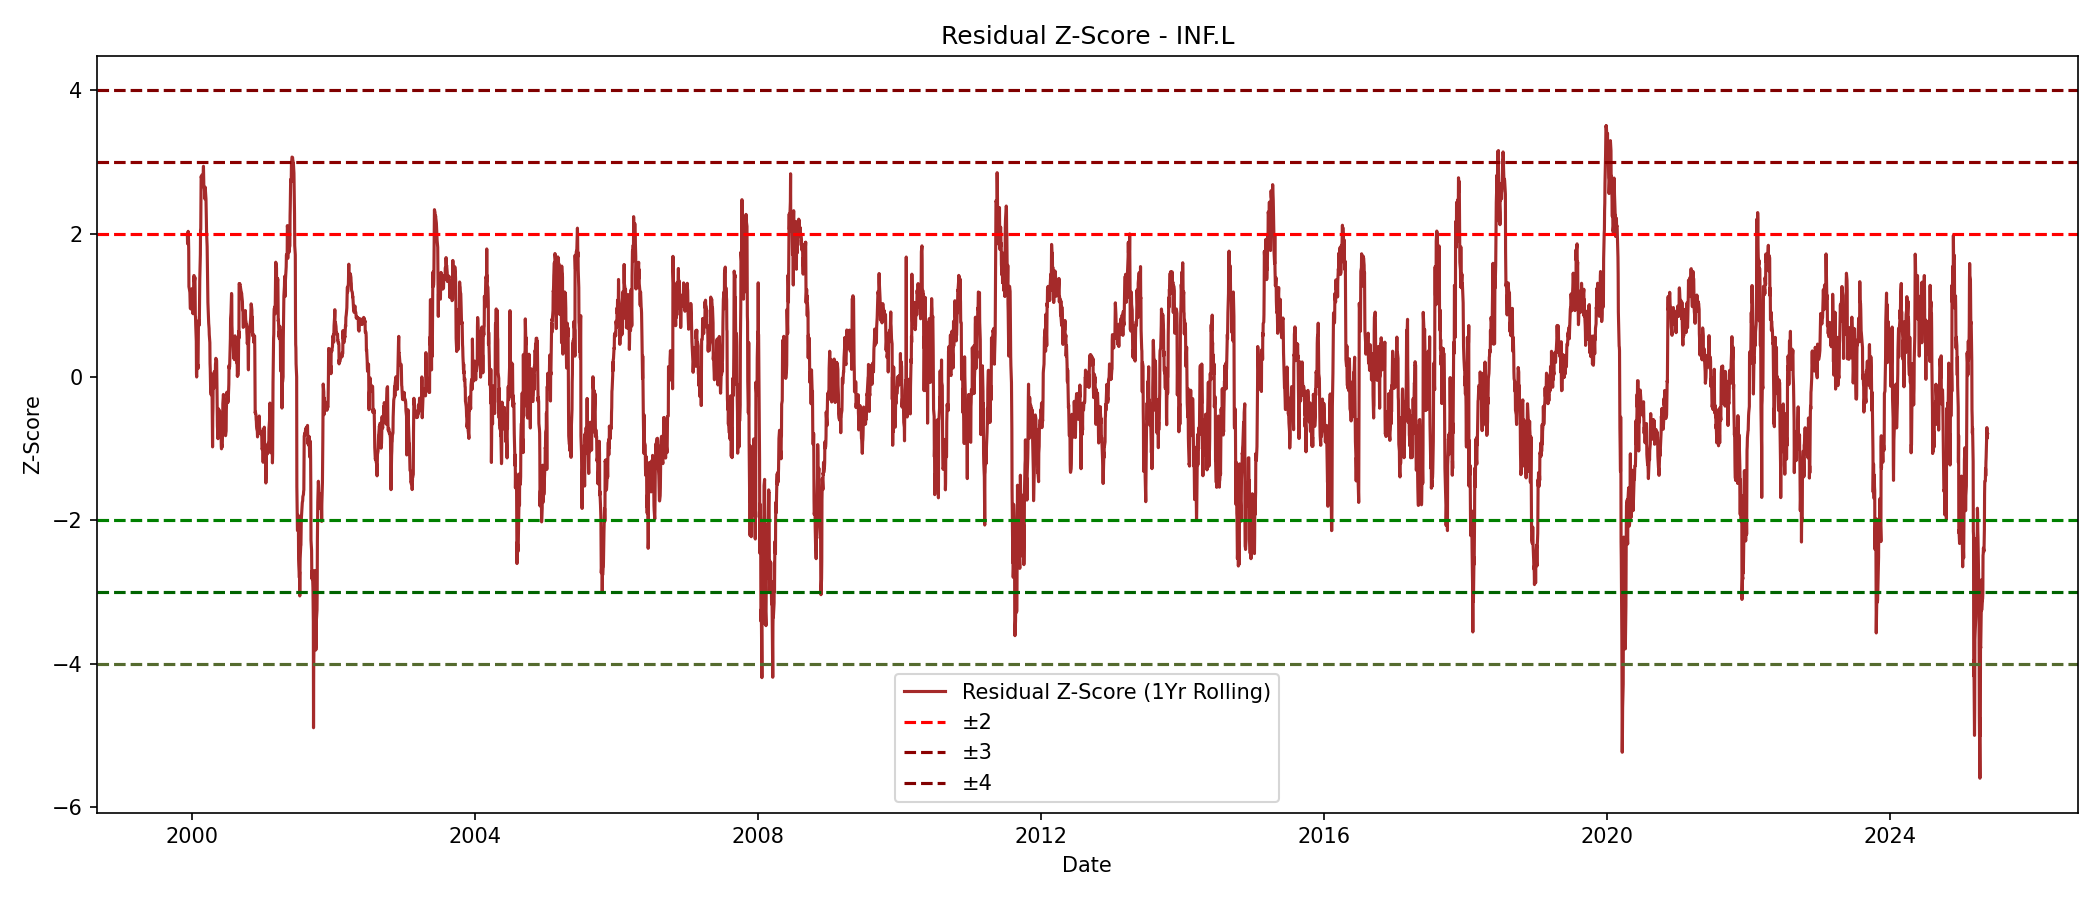 Residual Z-Score - INF.L
Z-Score
4
2
0
−2
−4
−6
Residual Z-Score (1Yr Rolling)
±2
±3
±4
2000 2004 2008 2012 2016 2020 2024
Date